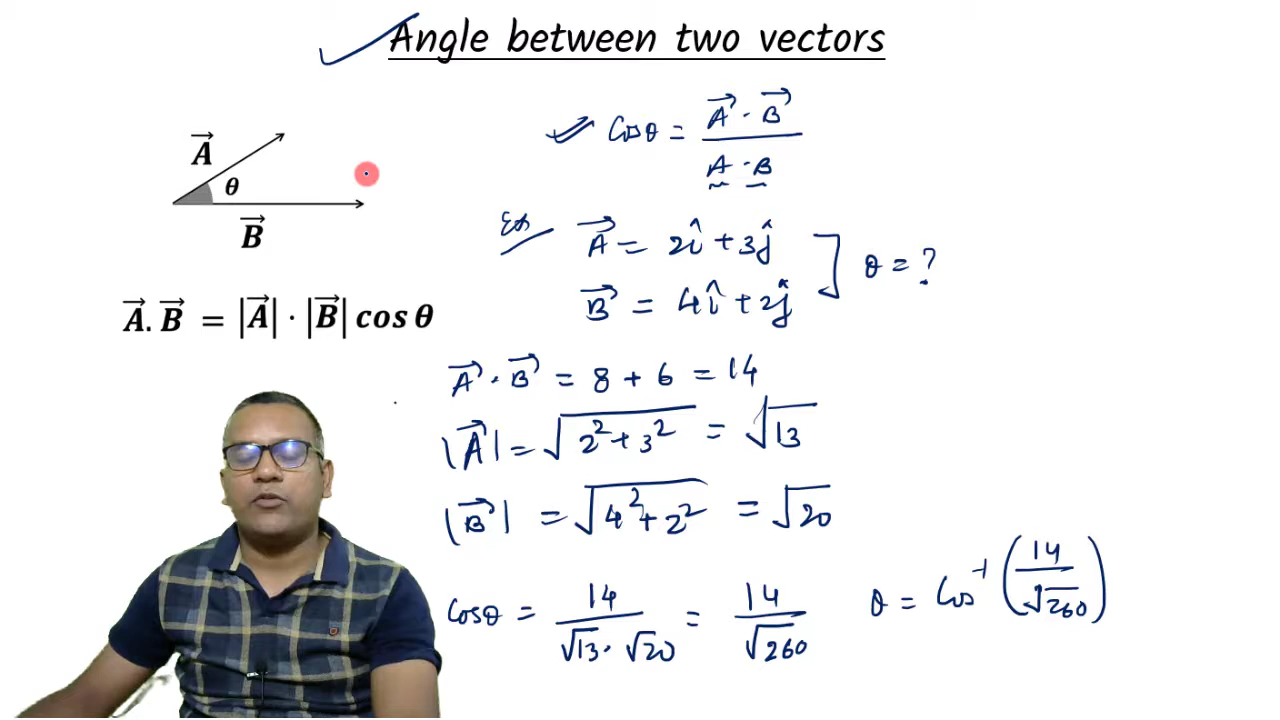 Angle between two vectors
cosθ = A⃗ · B⃗ / A · B
A⃗
θ
B⃗
Ex A⃗ = 2î + 3ĵ
B⃗ = 4î + 2ĵ ] θ = ?
A⃗. B⃗ = |A⃗| · |B⃗| cos θ
A⃗ · B⃗ = 8 + 6 = 14
|A⃗| = √(2² + 3²) = √13
|B⃗| = √(4² + 2²) = √20
cosθ = 14 / √13 · √20 = 14 / √260
θ = cos⁻¹ (14 / √260)